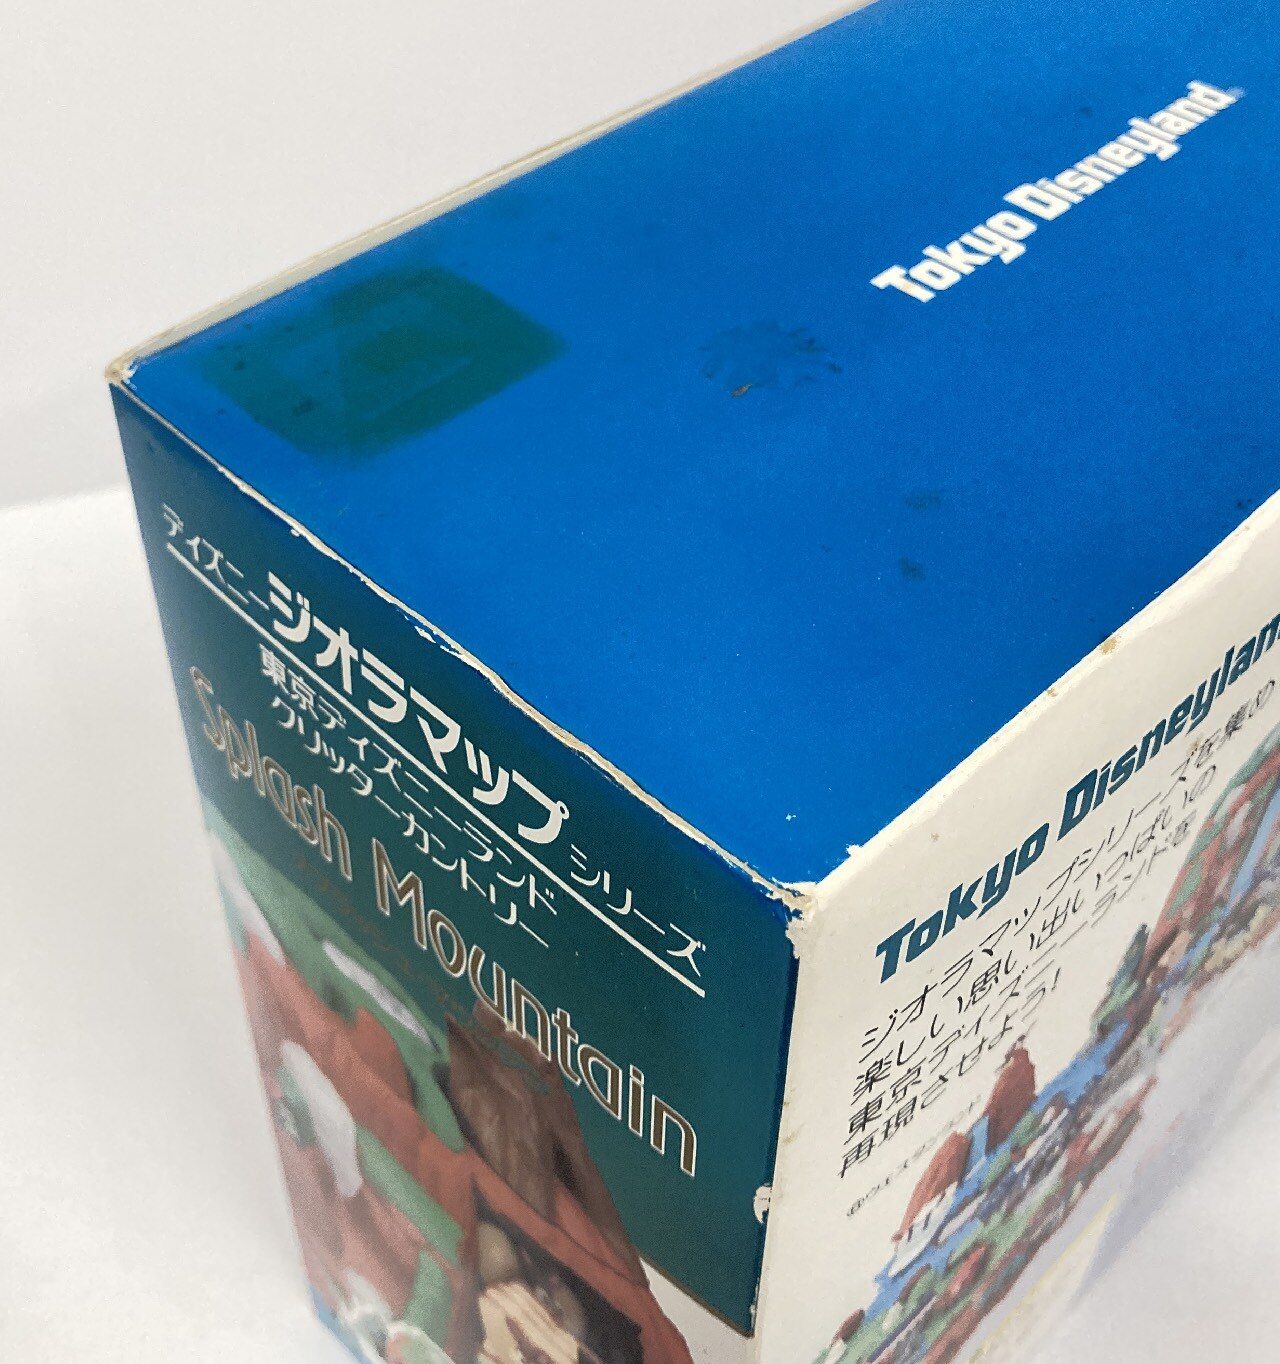 Tokyo Disneyland
ディズニージオラママップシリーズ
東京ディズニーランド
クリッターカントリー
Splash Mountain
Tokyo Disneylan
ジオラママップシリーズを集め
楽しい思い出いっぱいの
東京ディズニーランドを
再現させよう!